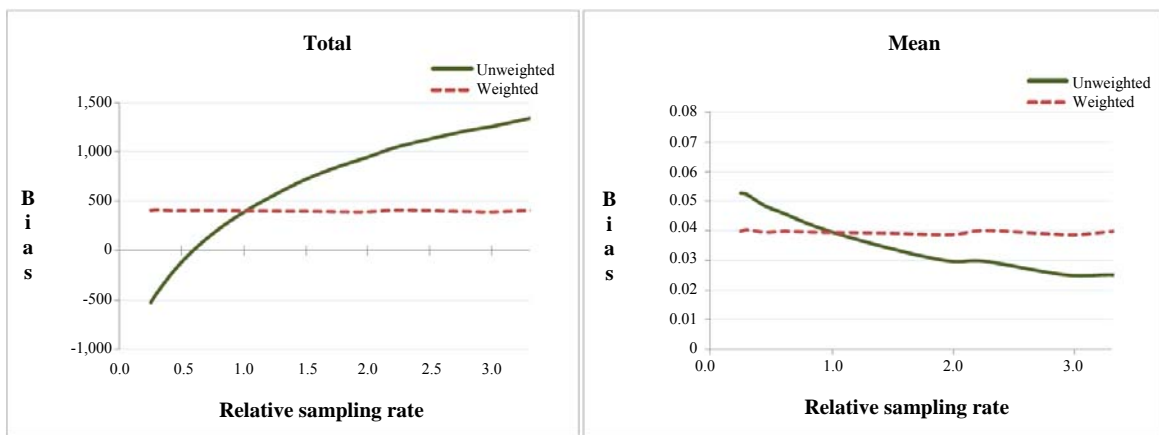 Total
Unweighted
Weighted
1,500
1,000
500
0
-500
-1,000
B
i
a
s
0.0 0.5 1.0 1.5 2.0 2.5 3.0
Relative sampling rate
Mean
Unweighted
Weighted
0.08
0.07
0.06
0.05
0.04
0.03
0.02
0.01
0
B
i
a
s
0.0 1.0 2.0 3.0
Relative sampling rate